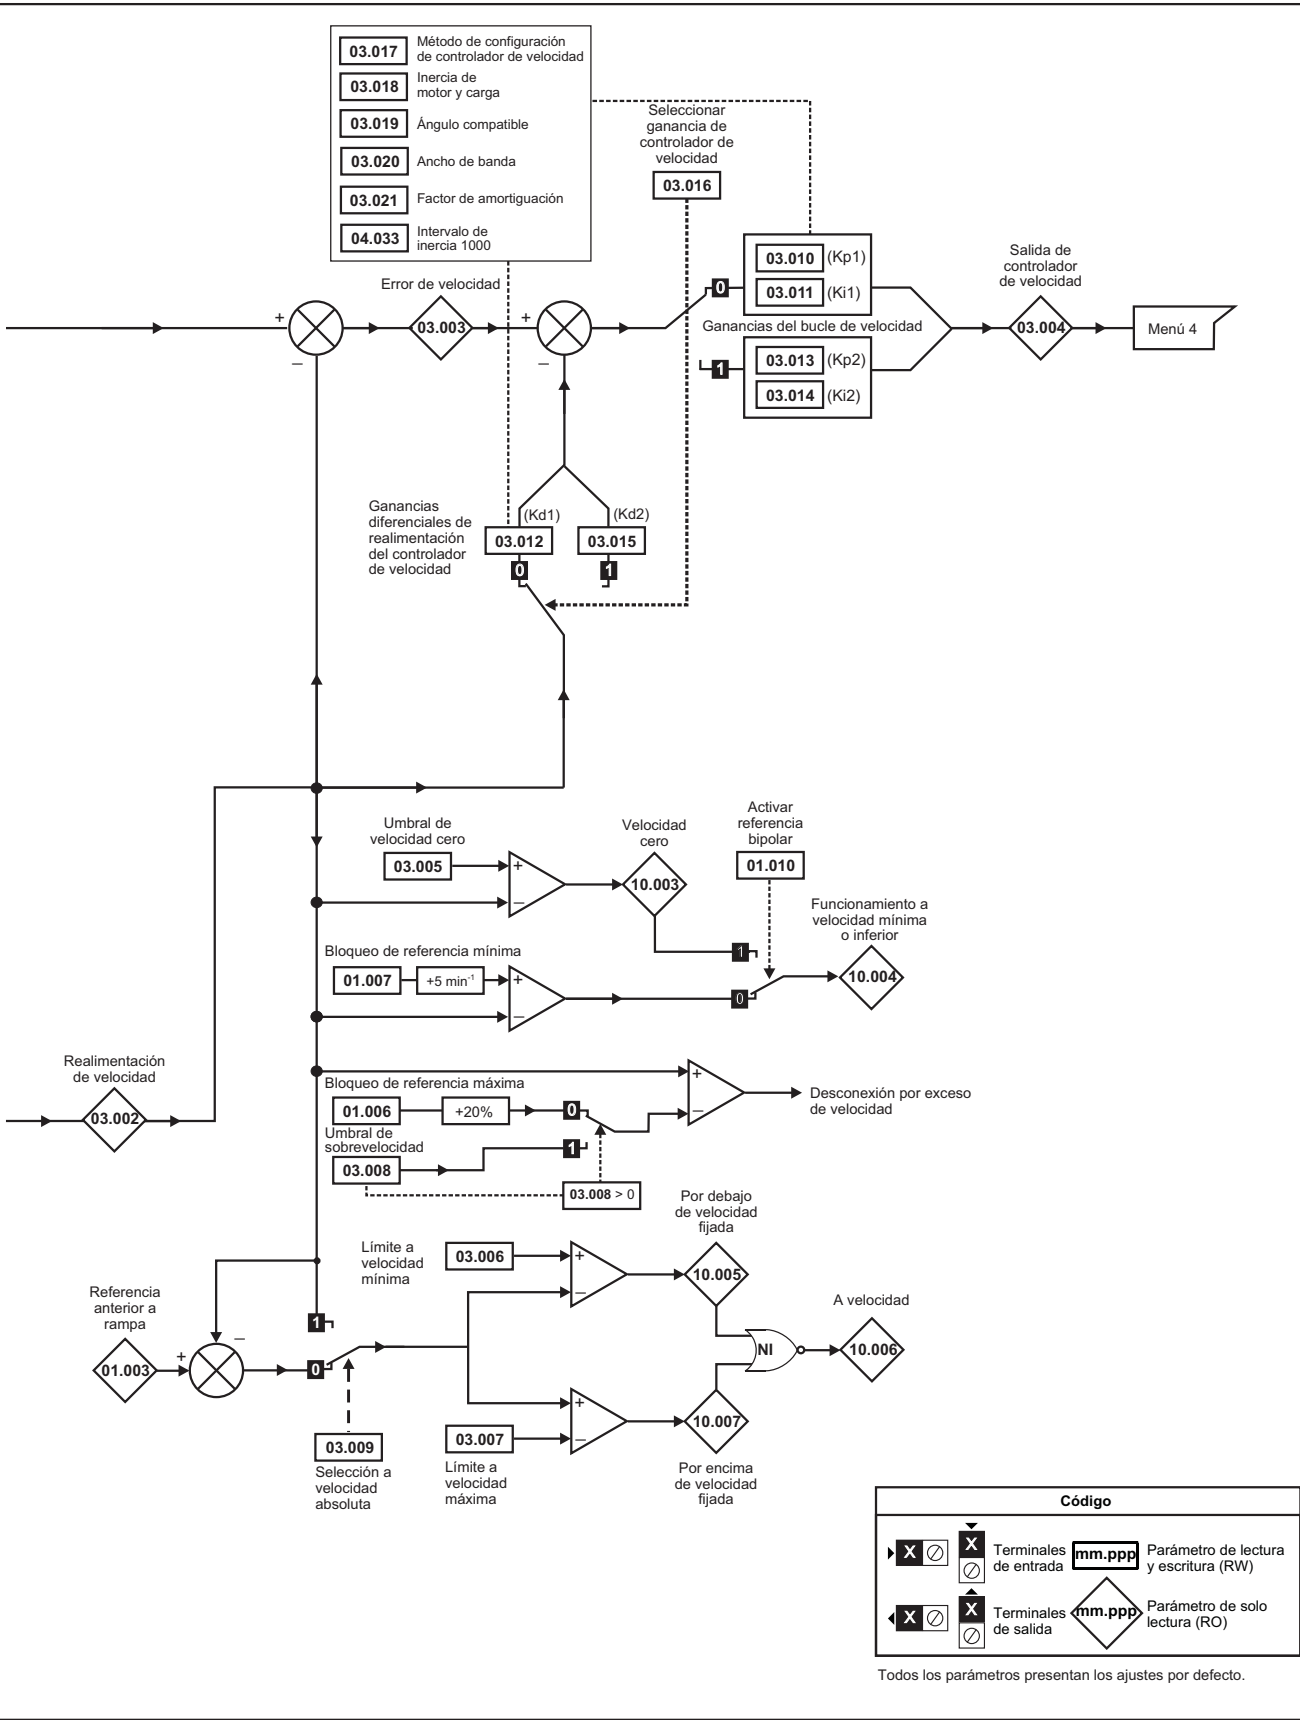 03.017
Método de configuración
de controlador de velocidad
03.018
Inercia de
motor y carga
03.019
Ángulo compatible
03.020
Ancho de banda
03.021
Factor de amortiguación
04.033
Intervalo de
inercia 1000
Seleccionar
ganancia de
controlador de
velocidad
03.016
Error de velocidad
+
–
03.003
+
–
0
03.010
(Kp1)
03.011
(Ki1)
Ganancias del bucle de velocidad
1
03.013
(Kp2)
03.014
(Ki2)
Salida de
controlador
de velocidad
03.004
Menú 4
Ganancias
diferenciales de
realimentación
del controlador
de velocidad
(Kd1)
(Kd2)
03.012
03.015
0
1
Umbral de
velocidad cero
03.005
+
–
Velocidad
cero
10.003
Activar
referencia
bipolar
01.010
Bloqueo de referencia mínima
01.007
+5 min⁻¹
+
–
1
0
Funcionamiento a
velocidad mínima
o inferior
10.004
Realimentación
de velocidad
03.002
Bloqueo de referencia máxima
01.006
+20%
0
Umbral de
sobrevelocidad
03.008
1
03.008 > 0
+
–
Desconexión por exceso
de velocidad
Referencia
anterior a
rampa
01.003
+
–
1
0
03.009
Selección a
velocidad
absoluta
Límite a
velocidad
mínima
03.006
+
–
Por debajo
de velocidad
fijada
10.005
03.007
Límite a
velocidad
máxima
+
–
10.007
Por encima
de velocidad
fijada
NI
A velocidad
10.006
Código
X
X
Terminales
de entrada
mm.ppp
Parámetro de lectura
y escritura (RW)
X
X
Terminales
de salida
mm.ppp
Parámetro de solo
lectura (RO)
Todos los parámetros presentan los ajustes por defecto.